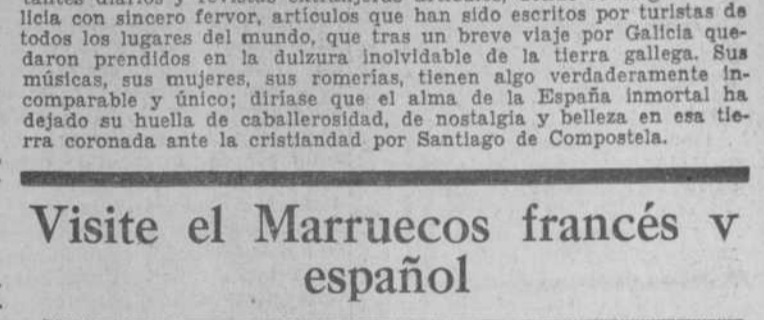 licia con sincero fervor, artículos que han sido escritos por turistas de
todos los lugares del mundo, que tras un breve viaje por Galicia que-
daron prendidos en la dulzura inolvidable de la tierra gallega. Sus
músicas, sus mujeres, sus romerías, tienen algo verdaderamente in-
comparable y único; diríase que el alma de la España inmortal ha
dejado su huella de caballerosidad, de nostalgia y belleza en esa tie-
rra coronada ante la cristiandad por Santiago de Compostela.
Visite el Marruecos francés y
español